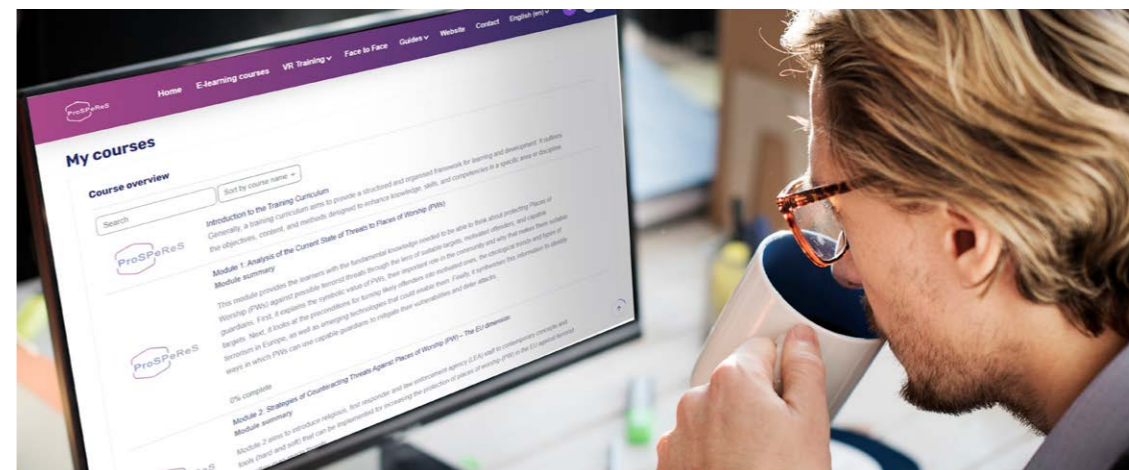 ProSPeReS
Home
E-learning courses
VR Training
Face to Face
Guides
Website
Contact
English (en)
My courses
Course overview
Search
Sort by course name
ProSPeReS
Introduction to the Training Curriculum
Generally, a training curriculum aims to provide a structured and organised framework for learning and development. It outlines
the objectives, content, and methods designed to enhance knowledge, skills, and competencies in a specific area or discipline.
ProSPeReS
Module 1: Analysis of the Current State of Threats to Places of Worship (PWs)
Module summary
This module provides the learners with the fundamental knowledge needed to be able to think about protecting Places of
Worship (PWs) against possible terrorist threats through the lens of suitable targets, motivated offenders, and capable
guardians. First, it explains the symbolic value of PWs, their important role in the community and why that makes them suitable
targets. Next, it looks at the preconditions for turning likely offenders into motivated ones, the ideological trends and types of
terrorism in Europe, as well as emerging technologies that could enable them. Finally, it synthesises this information to identify
ways in which PWs can use capable guardians to mitigate their vulnerabilities and deter attacks.
0% complete
Module 2: Strategies of Counteracting Threats Against Places of Worship (PW) – The EU dimension
Module summary
Module 2 aims to introduce religious, first responder and law enforcement agency (LEA) staff to contemporary concepts and
tools (hard and soft) that can be implemented for increasing the protection of places of worship (PW) in the EU against terrorist